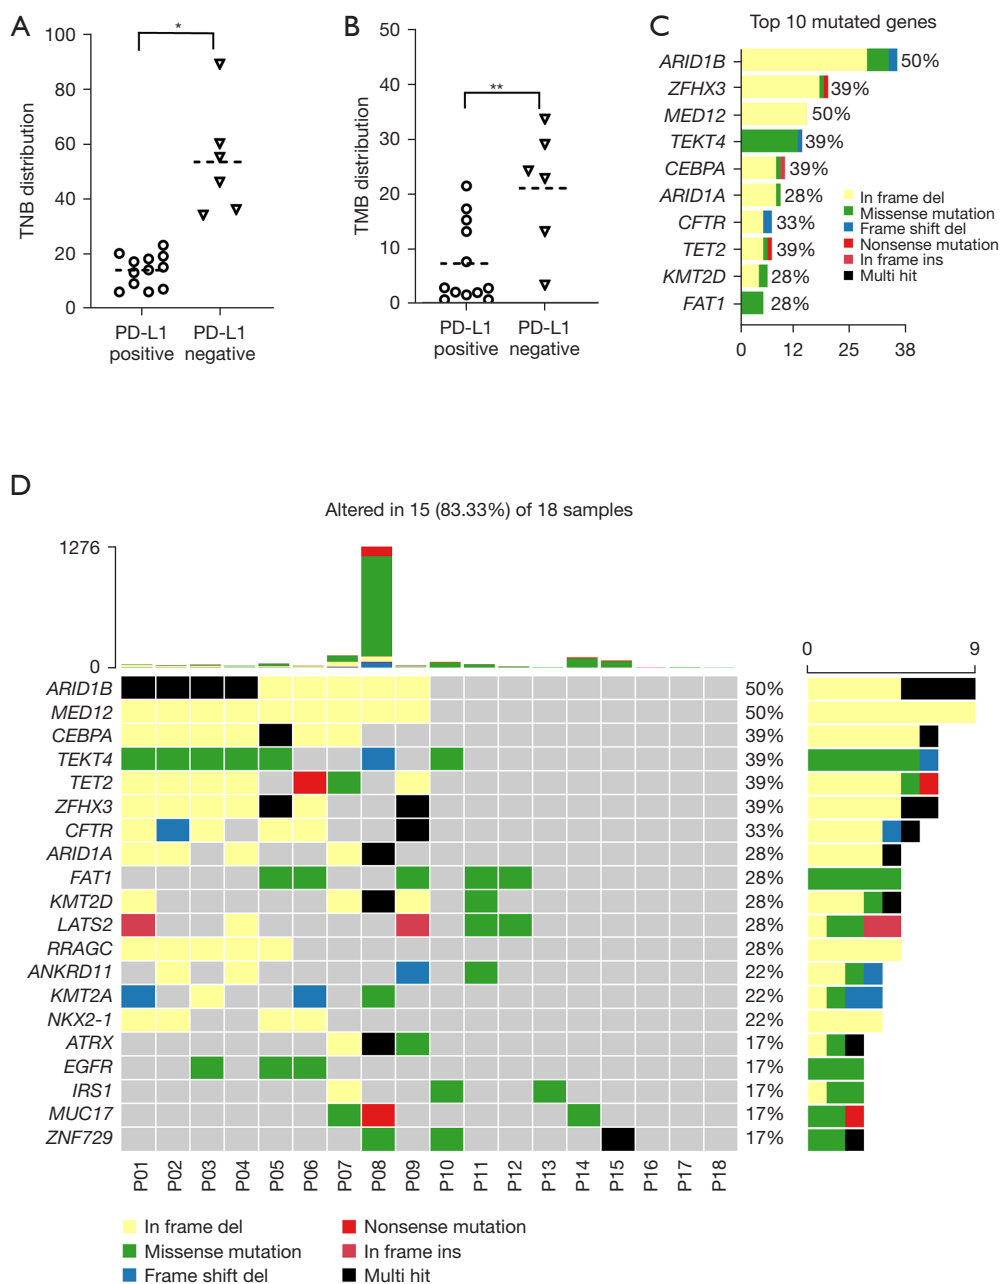 A
TNB distribution
100
80
60
40
20
0
*
PD-L1
positive
PD-L1
negative
B
TMB distribution
50
40
30
20
10
0
**
PD-L1
positive
PD-L1
negative
C
Top 10 mutated genes
ARID1B 50%
ZFHX3 39%
MED12 50%
TEKT4 39%
CEBPA 39%
ARID1A 28%
CFTR 33%
TET2 39%
KMT2D 28%
FAT1 28%
0 12 25 38
In frame del
Missense mutation
Frame shift del
Nonsense mutation
In frame ins
Multi hit
D
Altered in 15 (83.33%) of 18 samples
1276
0
0 9
ARID1B 50%
MED12 50%
CEBPA 39%
TEKT4 39%
TET2 39%
ZFHX3 39%
CFTR 33%
ARID1A 28%
FAT1 28%
KMT2D 28%
LATS2 28%
RRAGC 28%
ANKRD11 22%
KMT2A 22%
NKX2-1 22%
ATRX 17%
EGFR 17%
IRS1 17%
MUC17 17%
ZNF729 17%
P01 P02 P03 P04 P05 P06 P07 P08 P09 P10 P11 P12 P13 P14 P15 P16 P17 P18
In frame del
Missense mutation
Frame shift del
Nonsense mutation
In frame ins
Multi hit